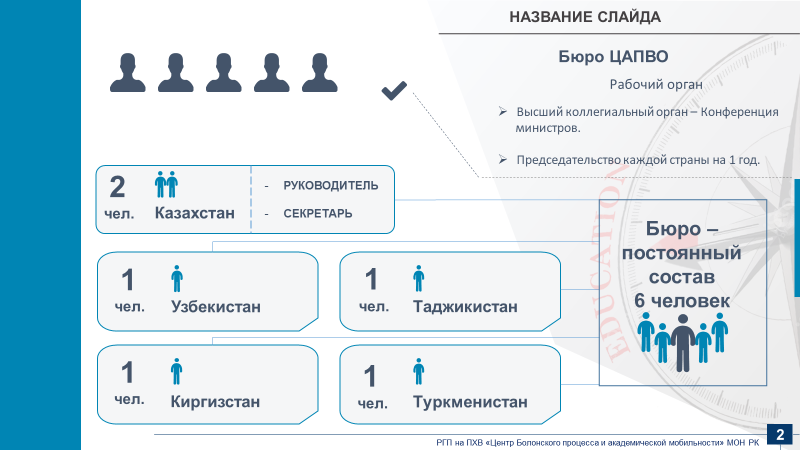 НАЗВАНИЕ СЛАЙДА
Бюро ЦАПВО
Рабочий орган
➢ Высший коллегиальный орган – Конференция
министров.
➢ Председательство каждой страны на 1 год.
2
чел.
Казахстан
- РУКОВОДИТЕЛЬ
- СЕКРЕТАРЬ
1
чел.
Узбекистан
1
чел.
Таджикистан
1
чел.
Киргизстан
1
чел.
Туркменистан
Бюро –
постоянный
состав
6 человек
EDUCATION
РГП на ПХВ «Центр Болонского процесса и академической мобильности» МОН РК
2